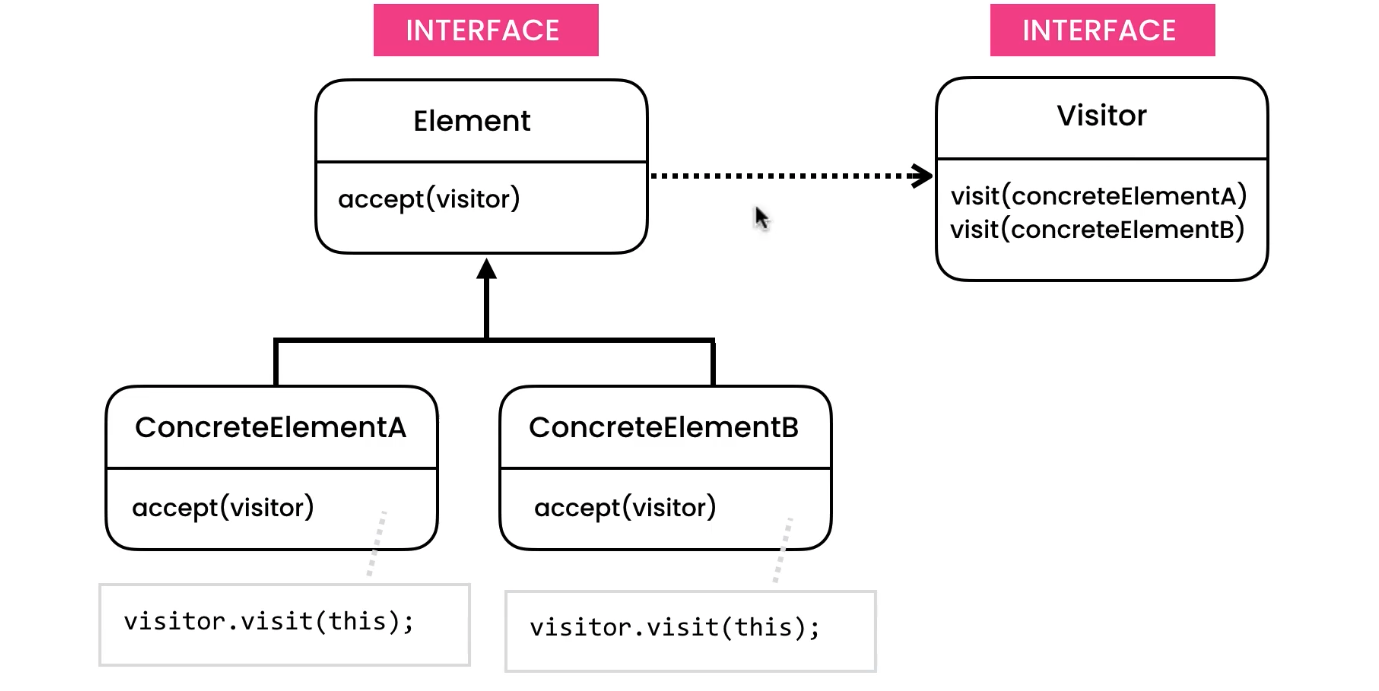 INTERFACE
INTERFACE
Element
Visitor
accept(visitor)
visit(concreteElementA)
visit(concreteElementB)
ConcreteElementA
ConcreteElementB
accept(visitor)
accept(visitor)
visitor.visit(this);
visitor.visit(this);